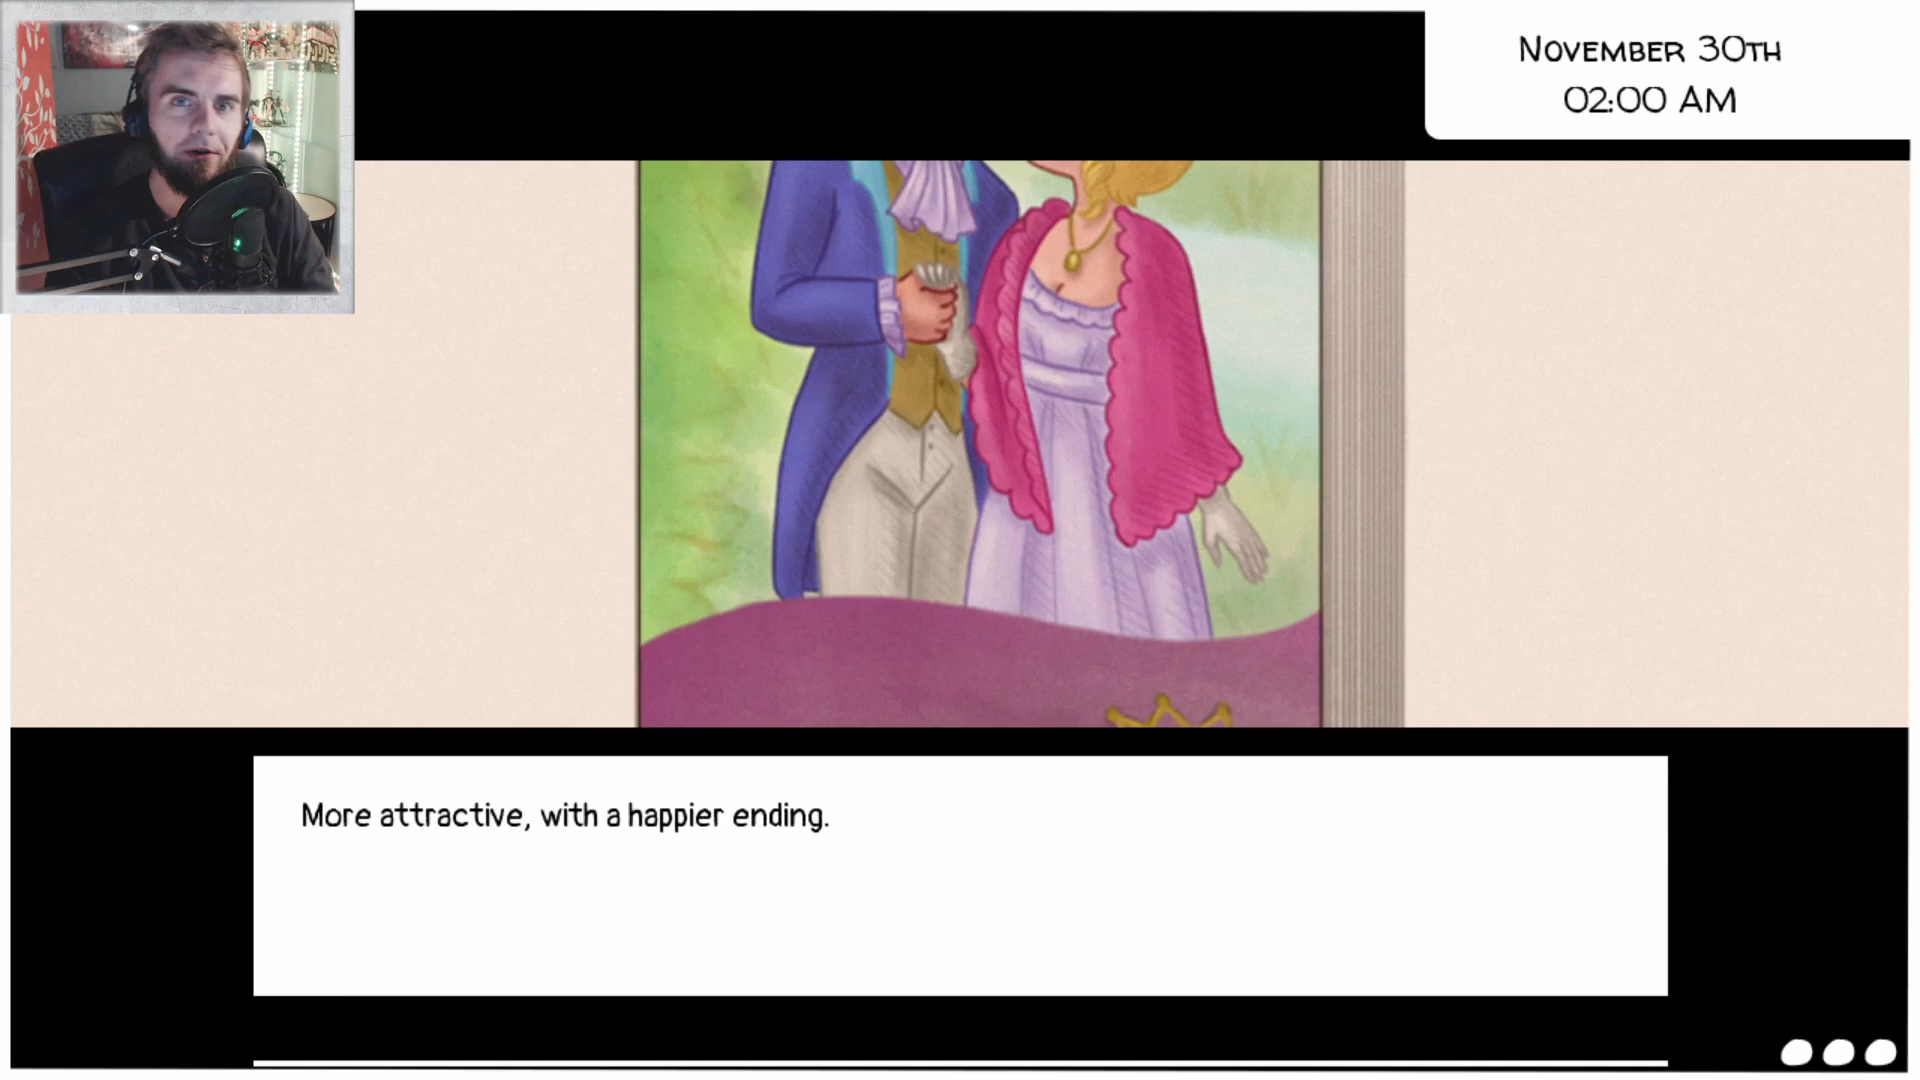 November 30th
02:00 AM
More attractive, with a happier ending.